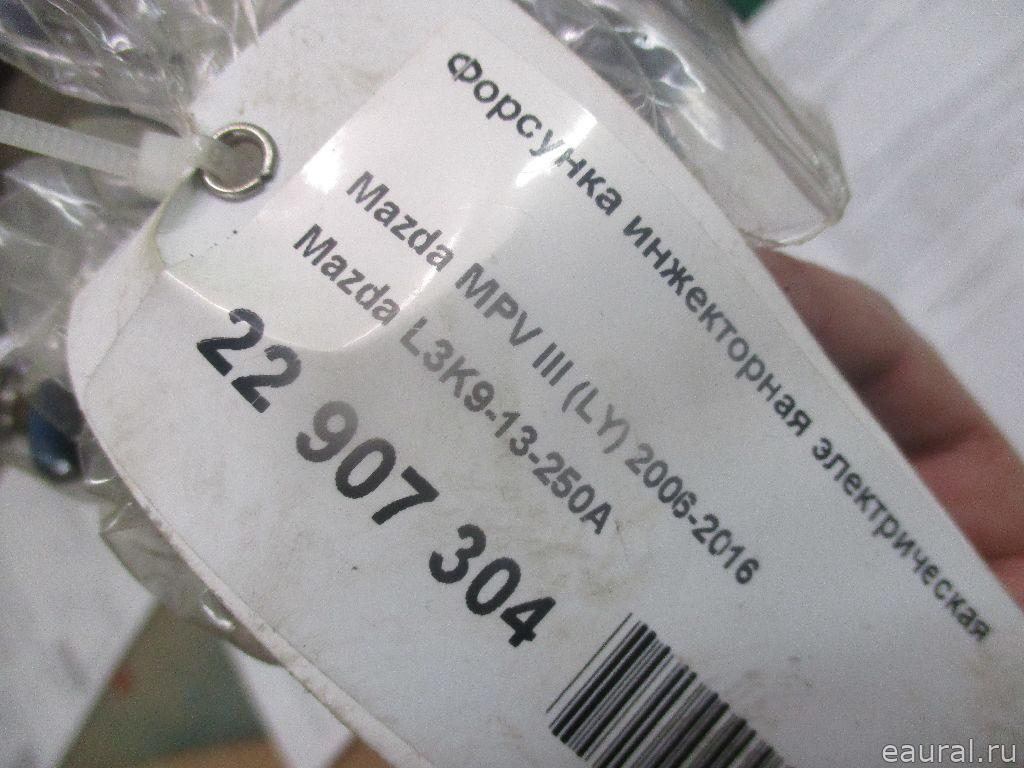 Форсунка инжекторная электрическая
Mazda MPV III (LY) 2006-2016
Mazda L3K9-13-250A
22 907 304
eaural.ru